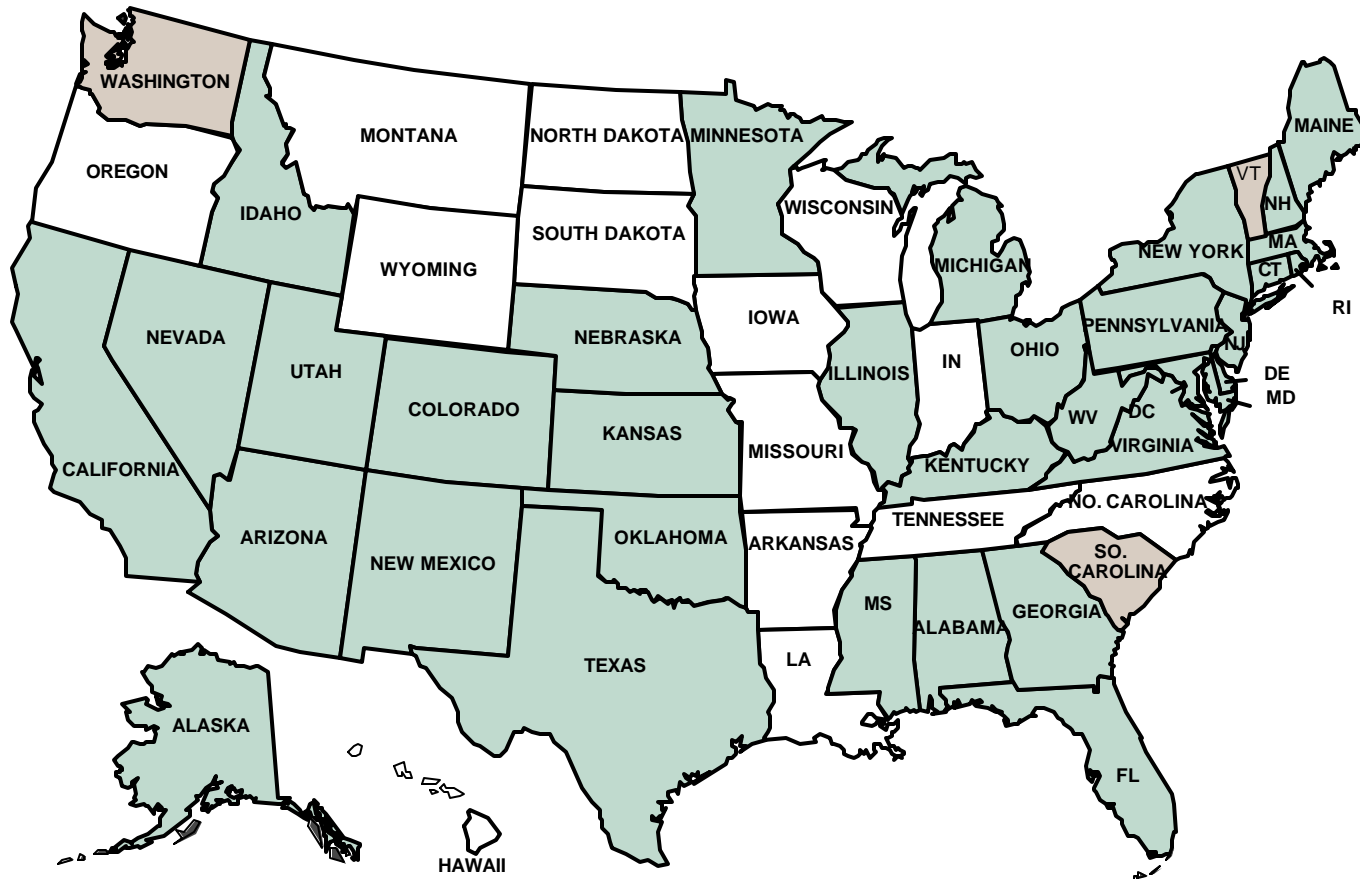 WASHINGTON
MONTANA
NORTH DAKOTA
MINNESOTA
MAINE
OREGON
IDAHO
WISCONSIN
VT
NH
SOUTH DAKOTA
WYOMING
MICHIGAN
NEW YORK
MA
CT
RI
NEVADA
NEBRASKA
IOWA
PENNSYLVANIA
NJ
UTAH
ILLINOIS
IN
OHIO
DE
MD
COLORADO
KANSAS
MISSOURI
WV
DC
VIRGINIA
CALIFORNIA
KENTUCKY
ARIZONA
NEW MEXICO
OKLAHOMA
ARKANSAS
TENNESSEE
NO. CAROLINA
SO.
CAROLINA
MS
ALABAMA
GEORGIA
TEXAS
LA
ALASKA
FL
HAWAII